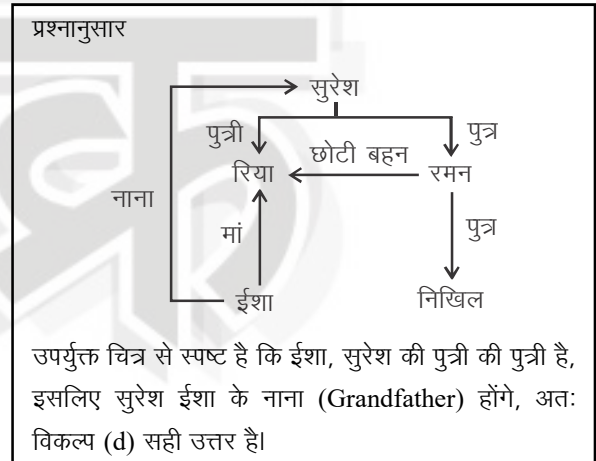 प्रश्नानुसार
सुरेश
पुत्री
पुत्र
रिया
छोटी बहन
रमन
नाना
मां
पुत्र
ईशा
निखिल
उपर्युक्त चित्र से स्पष्ट है कि ईशा, सुरेश की पुत्री की पुत्री है,
इसलिए सुरेश ईशा के नाना (Grandfather) होंगे, अतः
विकल्प (d) सही उत्तर है।